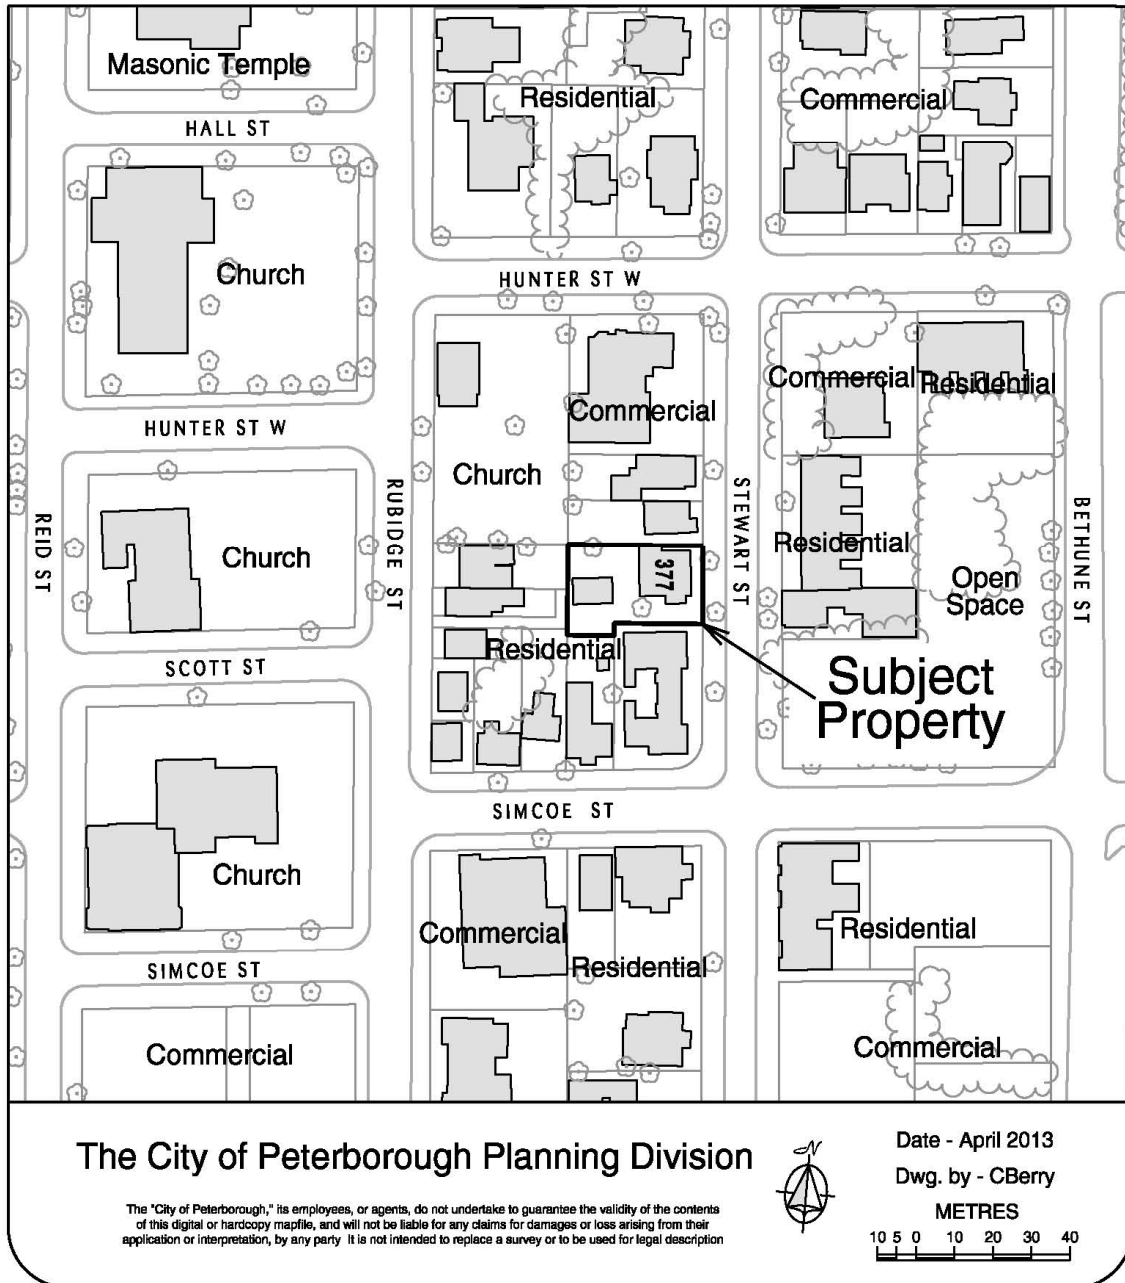 Masonic Temple
Residential
Commercial
HALL ST
Church
HUNTER ST W
Commercial
Residential
Commercial
HUNTER ST W
Church
REID ST
RUBIDGE ST
STEWART ST
BETHUNE ST
Church
377
Residential
Open
Space
Residential
SCOTT ST
Subject
Property
SIMCOE ST
Church
Commercial
Residential
Residential
SIMCOE ST
Commercial
Commercial
The City of Peterborough Planning Division
The "City of Peterborough," its employees, or agents, do not undertake to guarantee the validity of the contents
of this digital or hardcopy mapfile, and will not be liable for any claims for damages or loss arising from their
application or interpretation, by any party It is not intended to replace a survey or to be used for legal description
N
Date - April 2013
Dwg. by - CBerry
METRES
10 5 0 10 20 30 40